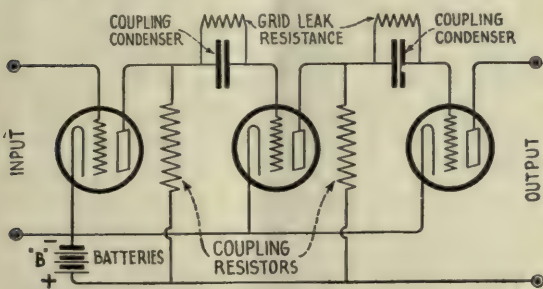 COUPLING
CONDENSER
GRID LEAK
RESISTANCE
COUPLING
CONDENSER
INPUT
OUTPUT
"B"
−
+
BATTERIES
COUPLING
RESISTORS